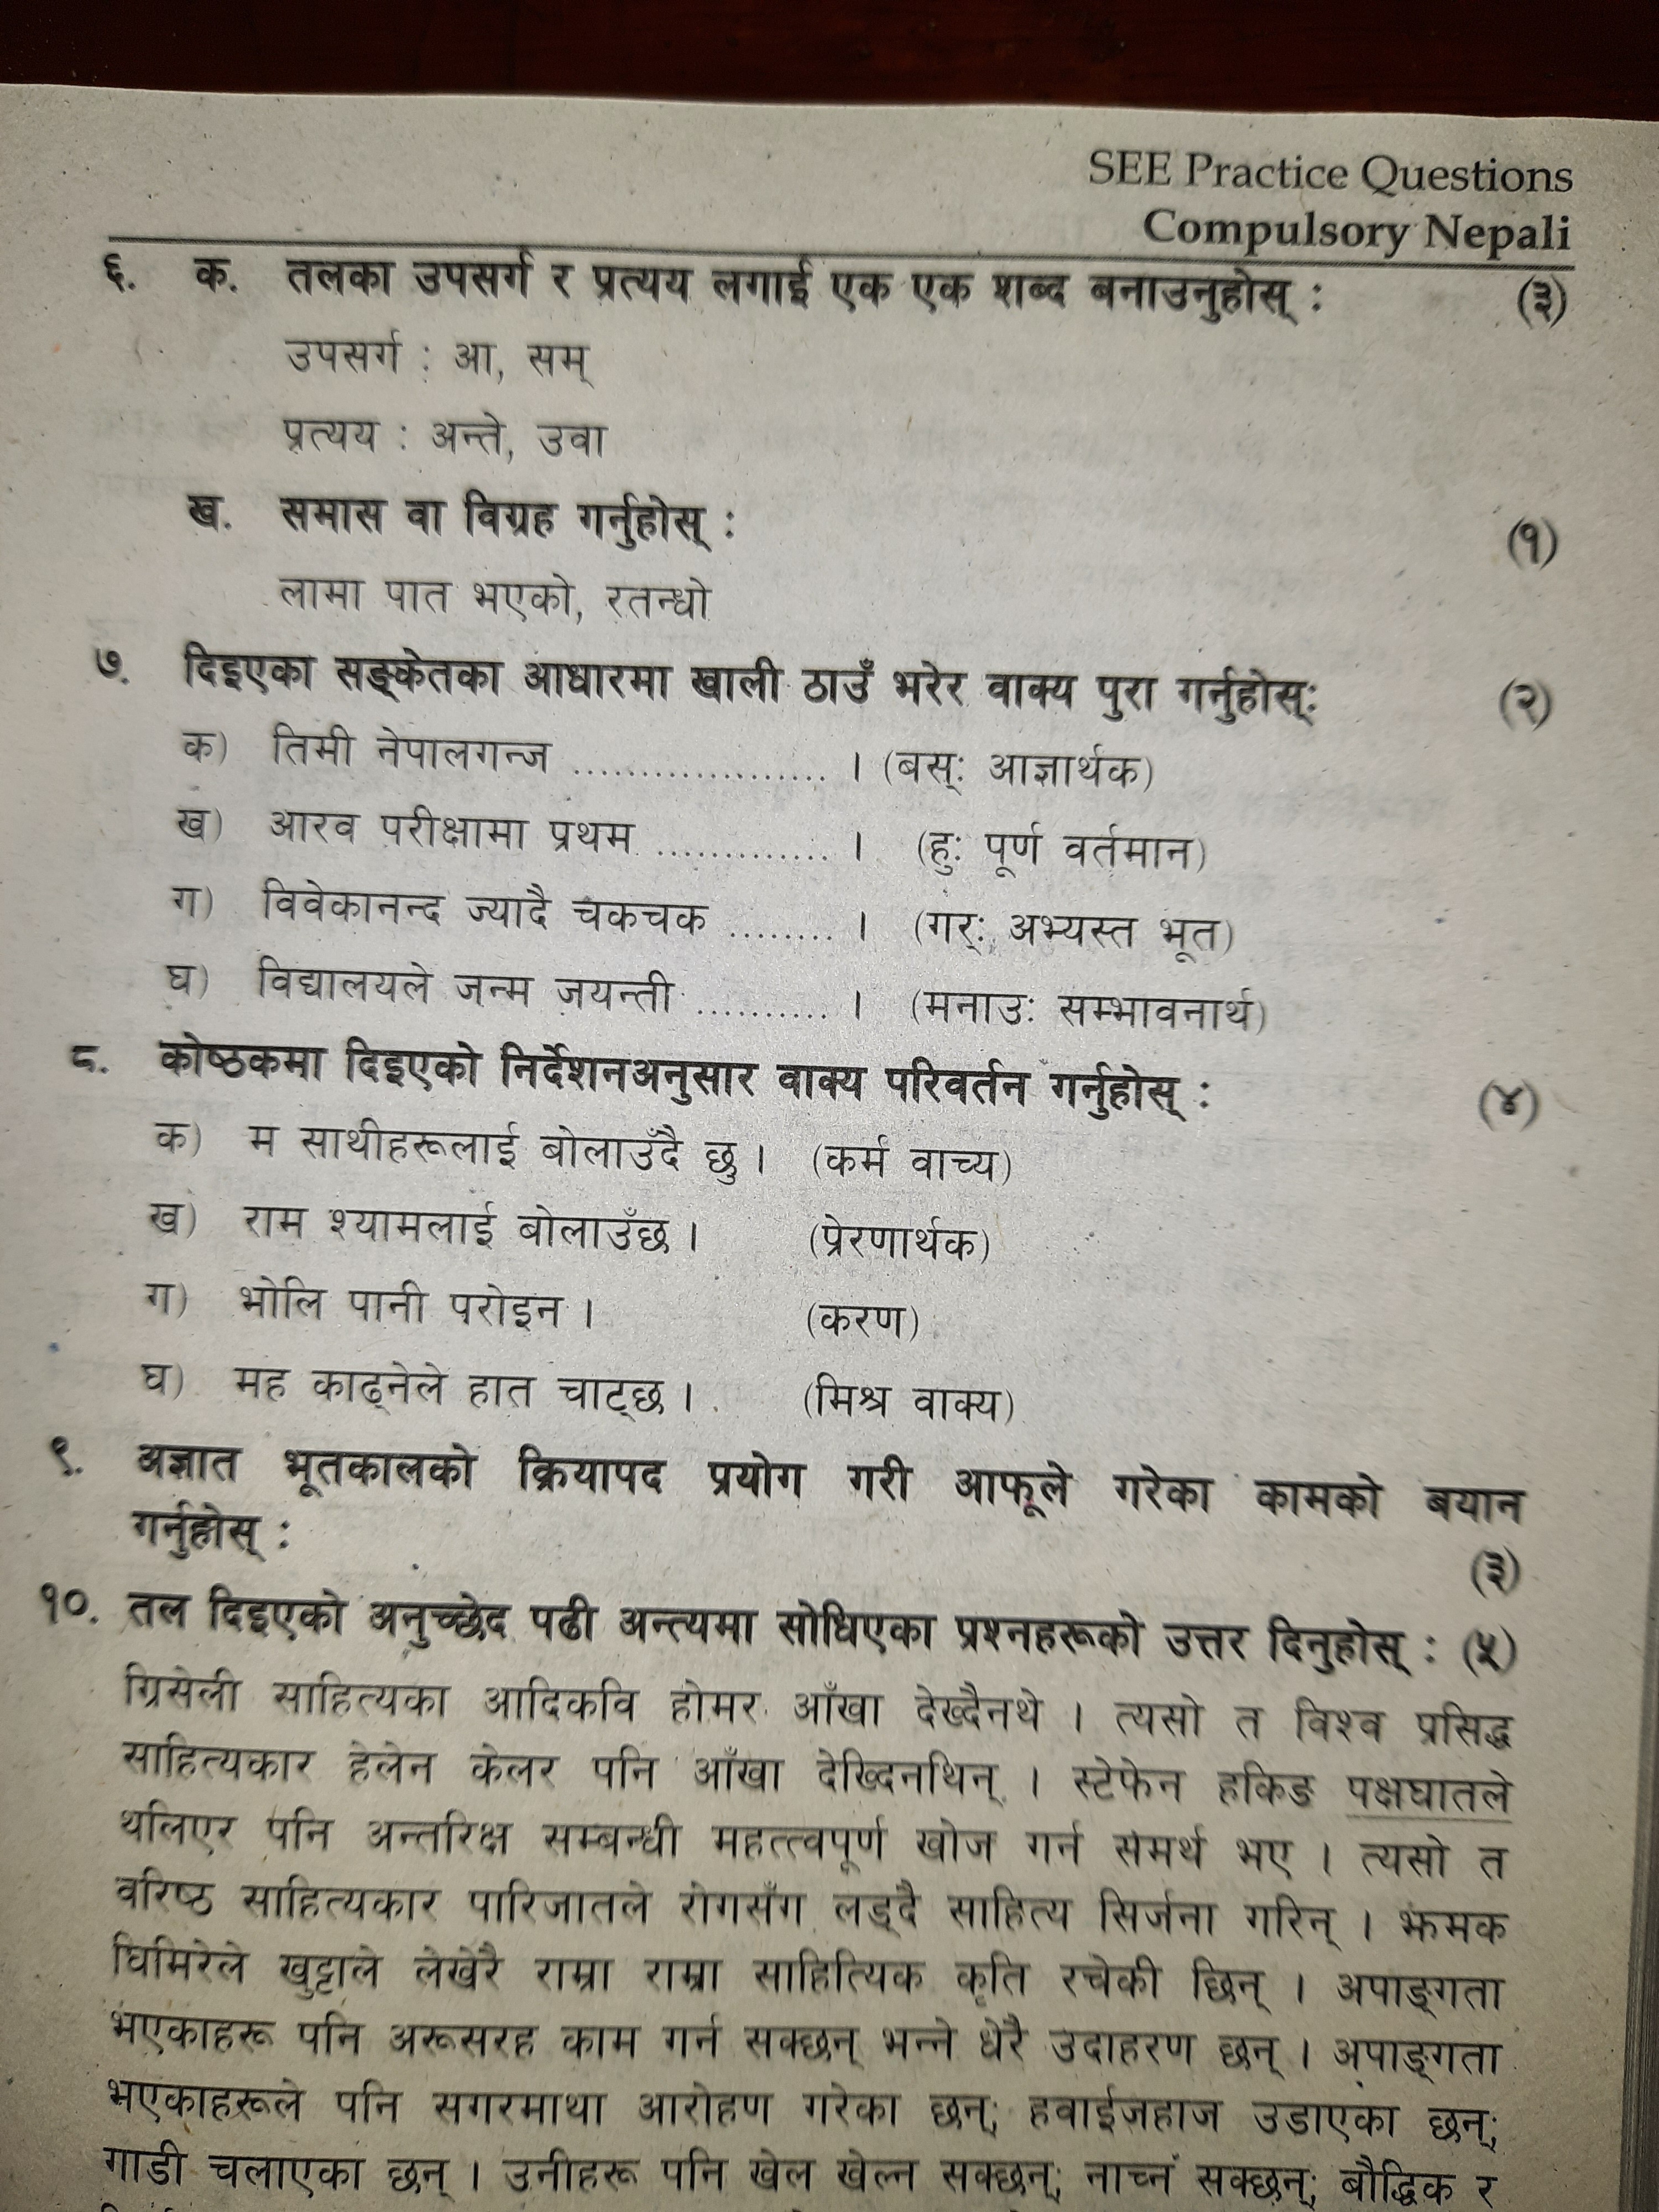 SEE Practice Questions
Compulsory Nepali
६. क. तलका उपसर्ग र प्रत्यय लगाई एक एक शब्द बनाउनुहोस् : (३)
उपसर्ग : आ, सम्
प्रत्यय : अन्ते, उवा
ख. समास वा विग्रह गर्नुहोस् : (१)
लामा पात भएको, रतन्धो
७. दिइएका सङ्केतका आधारमा खाली ठाउँ भरेर वाक्य पुरा गर्नुहोस्: (२)
क) तिमी नेपालगन्ज ................... । (बस्: आज्ञार्थक)
ख) आरव परीक्षामा प्रथम ............. । (हु: पूर्ण वर्तमान)
ग) विवेकानन्द ज्यादै चकचक ........ । (गर्: अभ्यस्त भूत)
घ) विद्यालयले जन्म जयन्ती .......... । (मनाउ: सम्भावनार्थ)
८. कोष्ठकमा दिइएको निर्देशनअनुसार वाक्य परिवर्तन गर्नुहोस् : (४)
क) म साथीहरूलाई बोलाउँदै छु । (कर्म वाच्य)
ख) राम श्यामलाई बोलाउँछ । (प्रेरणार्थक)
ग) भोलि पानी परोइन । (करण)
घ) मह काढ्नेले हात चाट्छ । (मिश्र वाक्य)
९. अज्ञात भूतकालको क्रियापद प्रयोग गरी आफूले गरेका कामको बयान
गर्नुहोस् : (३)
१०. तल दिइएको अनुच्छेद पढी अन्त्यमा सोधिएका प्रश्नहरूको उत्तर दिनुहोस् : (५)
ग्रिसेली साहित्यका आदिकवि होमर आँखा देख्दैनथे । त्यसो त विश्व प्रसिद्ध
साहित्यकार हेलेन केलर पनि आँखा देख्दिनथिन् । स्टेफेन हकिङ पक्षघातले
थलिएर पनि अन्तरिक्ष सम्बन्धी महत्त्वपूर्ण खोज गर्न समर्थ भए । त्यसो त
वरिष्ठ साहित्यकार पारिजातले रोगसँग लड्दै साहित्य सिर्जना गरिन् । झमक
घिमिरेले खुट्टाले लेखेरै राम्रा राम्रा साहित्यिक कृति रचेकी छिन् । अपाङ्गता
भएकाहरू पनि अरूसरह काम गर्न सक्छन् भन्ने धेरै उदाहरण छन् । अपाङ्गता
भएकाहरूले पनि सगरमाथा आरोहण गरेका छन्; हवाईजहाज उडाएका छन्;
गाडी चलाएका छन् । उनीहरू पनि खेल खेल्न सक्छन्; नाच्न सक्छन्; बौद्धिक र